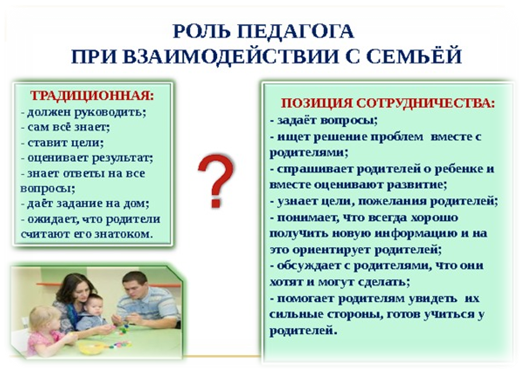 РОЛЬ ПЕДАГОГА
ПРИ ВЗАИМОДЕЙСТВИИ С СЕМЬЁЙ
ТРАДИЦИОННАЯ:
- должен руководить;
- сам всё знает;
- ставит цели;
- оценивает результат;
- знает ответы на все
вопросы;
- даёт задание на дом;
- ожидает, что родители
считают его знатоком.
?
ПОЗИЦИЯ СОТРУДНИЧЕСТВА:
- задаёт вопросы;
- ищет решение проблем вместе с
родителями;
- спрашивает родителей о ребенке и
вместе оценивают развитие;
- узнает цели, пожелания родителей;
- понимает, что всегда хорошо
получить новую информацию и на
это ориентирует родителей;
- обсуждает с родителями, что они
хотят и могут сделать;
- помогает родителям увидеть их
сильные стороны, готов учиться у
родителей.